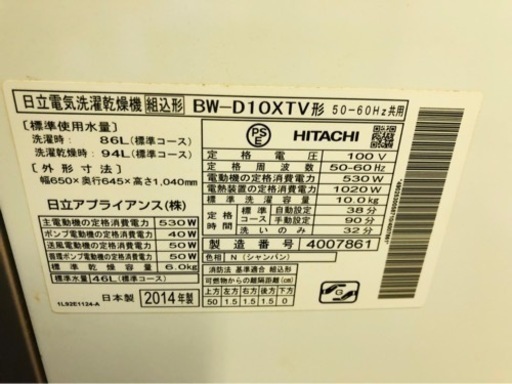 日立電気洗濯乾燥機 組込形 BW-D10XTV形 50-60Hz共用
[標準使用水量]
洗濯時： 86L(標準コース)
洗濯乾燥時：94L(標準コース)
[外形寸法]
幅650×奥行645×高さ1,040mm
日立アプライアンス(株)
主電動機の定格消費電力 530W
ポンプ電動機の定格消費電力 40W
送風電動機の定格消費電力 50W
循環ポンプ電動機の定格消費電力 50W
標準乾燥容量 6.0kg
標準水量 46L(標準コース)
日本製 2014年製
1L92E1124-A
PSE
HITACHI
定格電圧 100V
定格周波数 50-60Hz
電動機の定格消費電力 530W
電熱装置の定格消費電力 1020W
標準洗濯容量 10.0kg
定格時間 標準コース 自動設定 38分
手動設定 90分
洗いのみ 32分
製造番号 4007861
色相 N(シャンパン)
消防法 基準適合 組込形
可燃物からの離隔距離(cm)
上方 左方 右方 前方 後方 下方
50 1.5 1.5 1.5 1.5 0
G